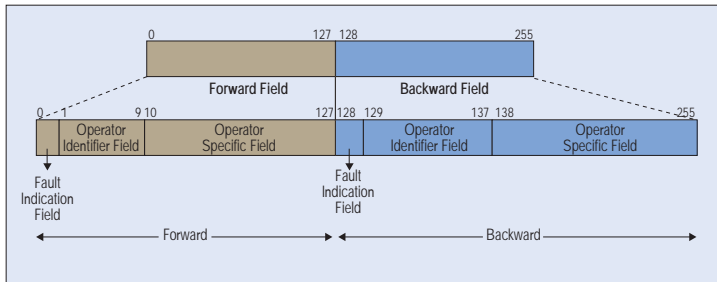 0 127 128 255
Forward Field Backward Field
0 1 9 10 127 128 129 137 138 255
Operator Identifier Field
Operator Specific Field
Operator Identifier Field
Operator Specific Field
Fault Indication Field
Fault Indication Field
Forward Backward